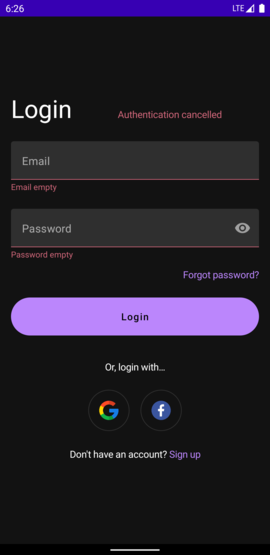 6:26
LTE
Login
Authentication cancelled
Email
Email empty
Password
Password empty
Forgot password?
Login
Or, login with...
Don't have an account? Sign up